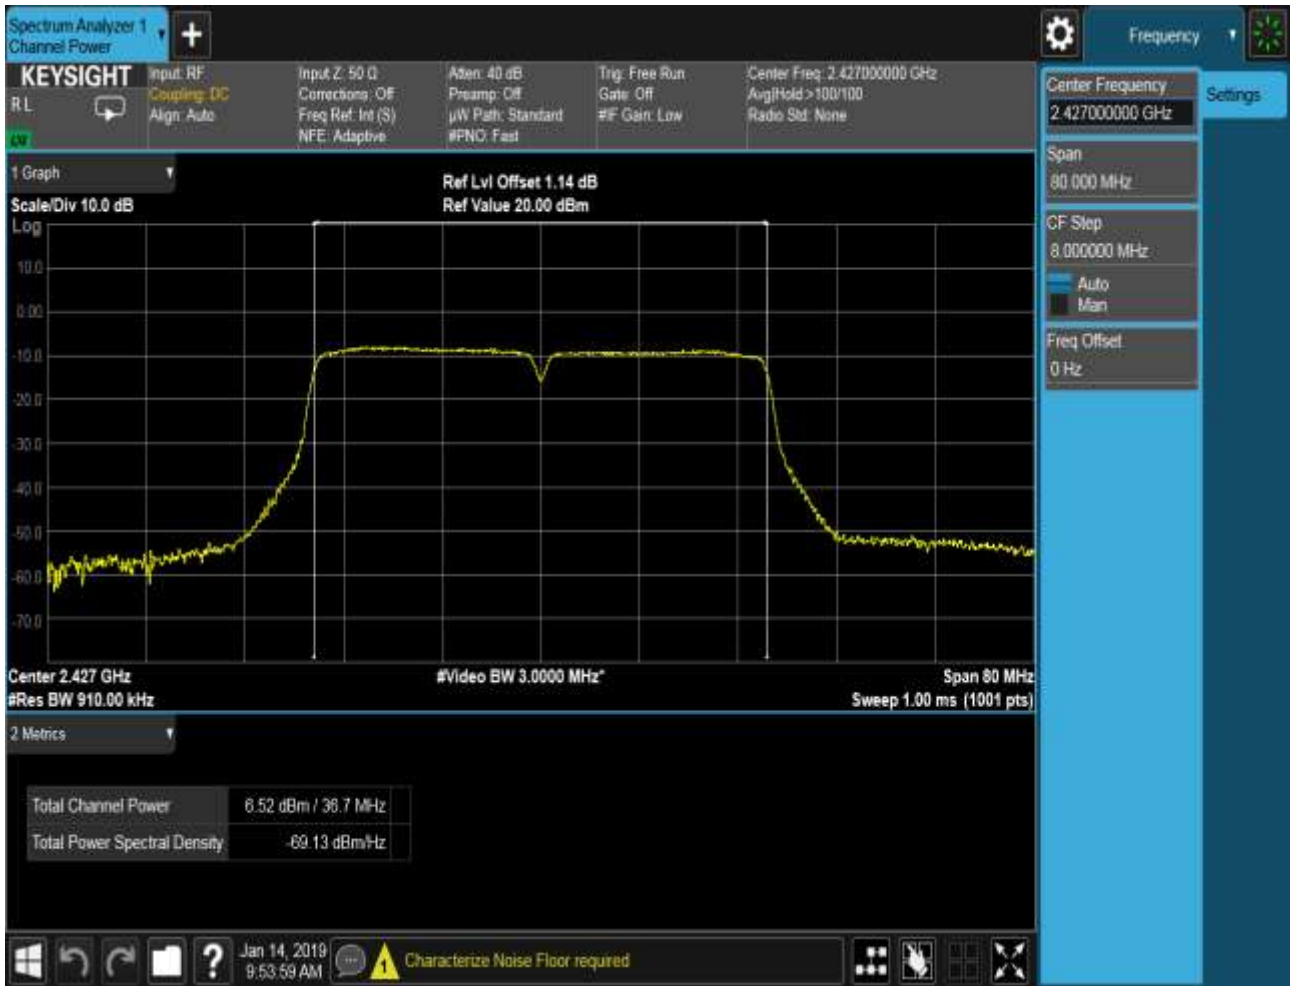 Spectrum Analyzer 1
Channel Power
Frequency
KEYSIGHT
RL
LXI
Input: RF
Coupling: DC
Align: Auto
Input Z: 50 Ω
Corrections: Off
Freq Ref: Int (S)
NFE: Adaptive
Atten: 40 dB
Preamp: Off
µW Path: Standard
#PNO: Fast
Trig: Free Run
Gate: Off
#IF Gain: Low
Center Freq: 2.427000000 GHz
Avg|Hold:>100/100
Radio Std: None
Center Frequency
2.427000000 GHz
Settings
Span
80.000 MHz
CF Step
8.000000 MHz
Auto
Man
Freq Offset
0 Hz
1 Graph
Scale/Div 10.0 dB
Ref Lvl Offset 1.14 dB
Ref Value 20.00 dBm
Log
10.0
0.00
-10.0
-20.0
-30.0
-40.0
-50.0
-60.0
-70.0
Center 2.427 GHz
#Video BW 3.0000 MHz*
Span 80 MHz
#Res BW 910.00 kHz
Sweep 1.00 ms (1001 pts)
2 Metrics
Total Channel Power 6.52 dBm / 36.7 MHz
Total Power Spectral Density -69.13 dBm/Hz
?
Jan 14, 2019
9:53:59 AM
1
Characterize Noise Floor required